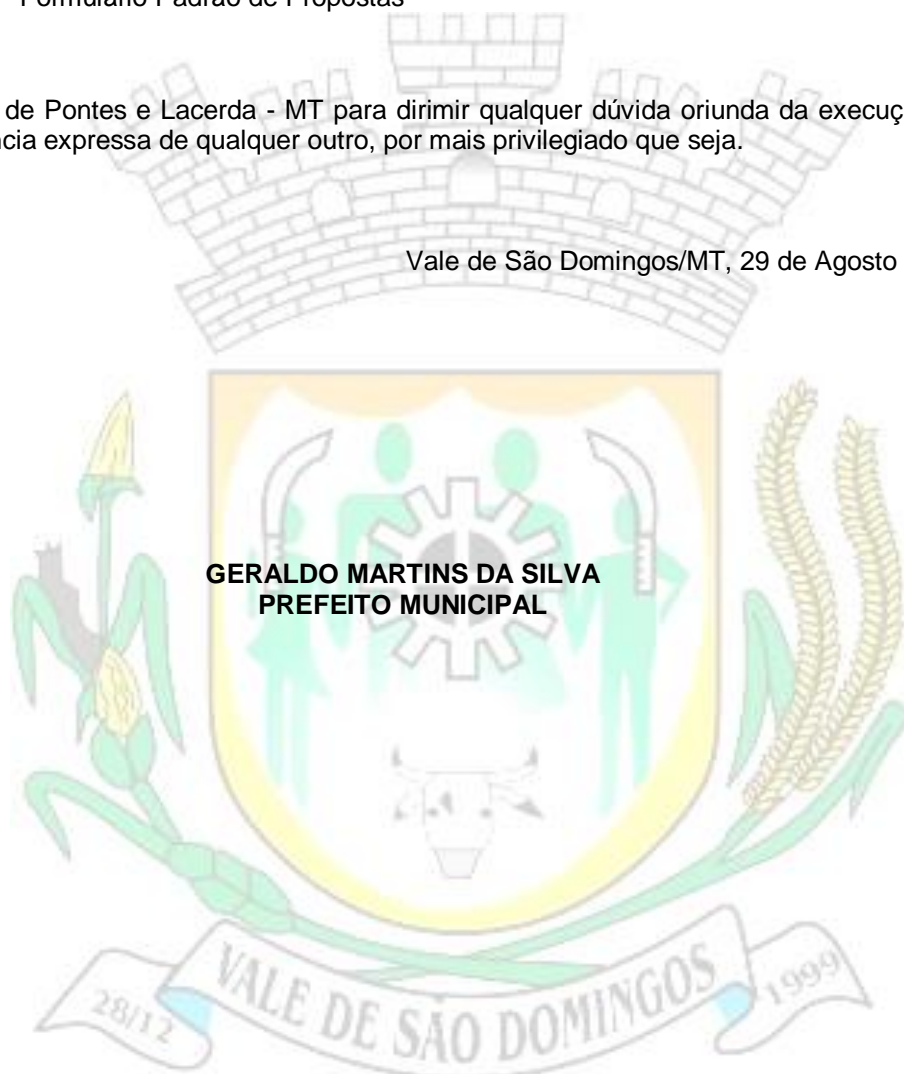 Formulário Padrão de Propostas
de Pontes e Lacerda - MT para dirimir qualquer dúvida oriunda da execuç
ncia expressa de qualquer outro, por mais privilegiado que seja.
Vale de São Domingos/MT, 29 de Agosto
GERALDO MARTINS DA SILVA
PREFEITO MUNICIPAL
28/12 VALE DE SÃO DOMINGOS 1999